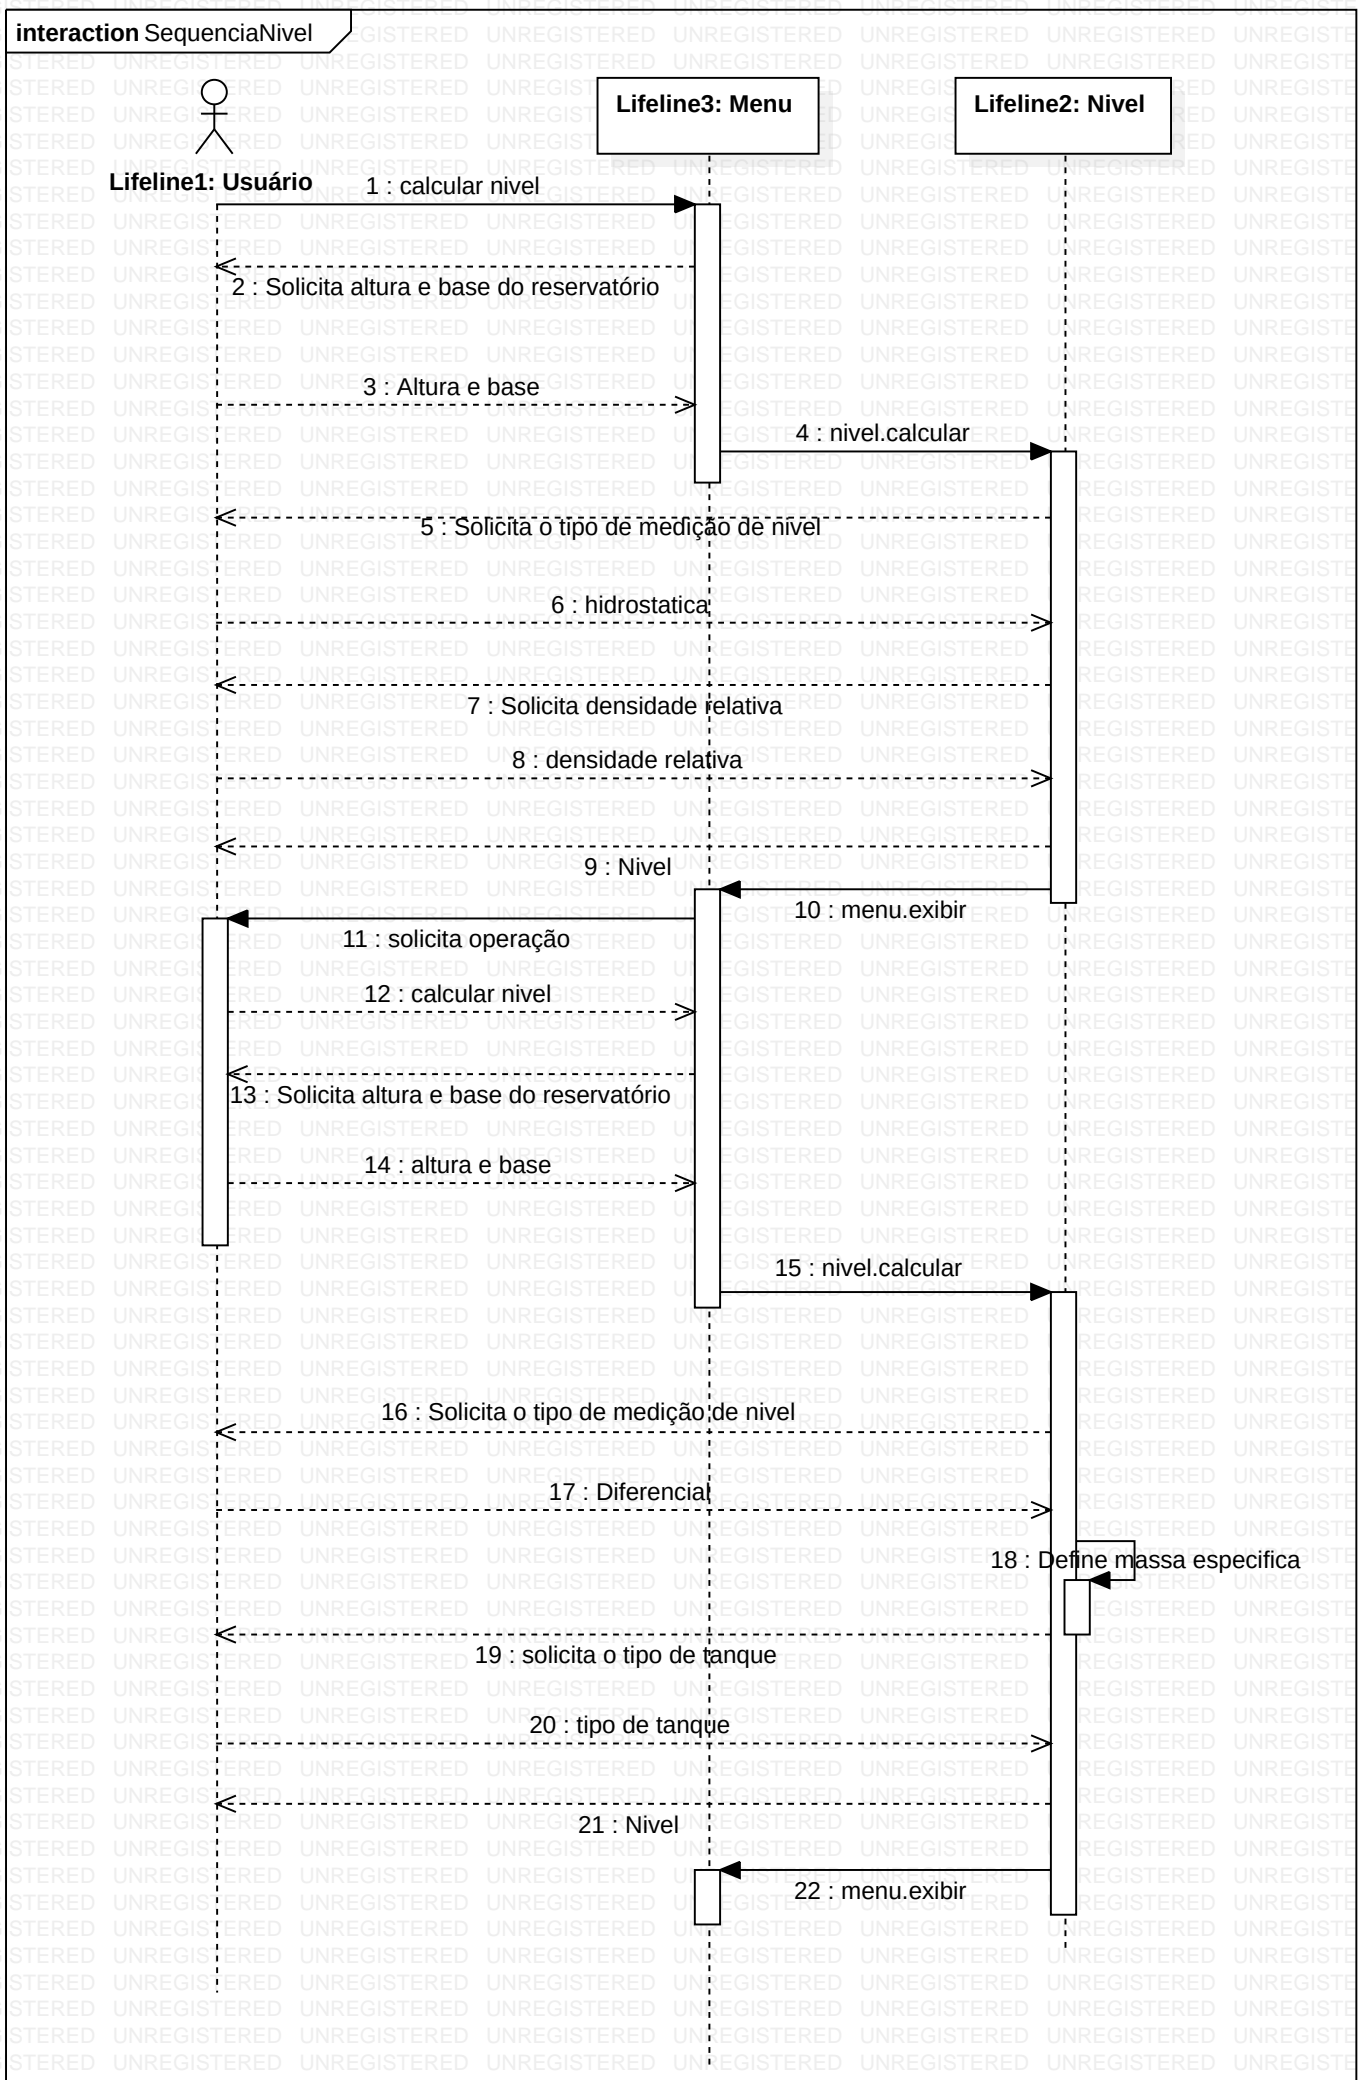 interaction SequenciaNivel
Lifeline3: Menu
Lifeline2: Nivel
Lifeline1: Usuário
1 : calcular nivel
2 : Solicita altura e base do reservatório
3 : Altura e base
4 : nivel.calcular
5 : Solicita o tipo de medição de nivel
6 : hidrostatica
7 : Solicita densidade relativa
8 : densidade relativa
9 : Nivel
10 : menu.exibir
11 : solicita operação
12 : calcular nivel
13 : Solicita altura e base do reservatório
14 : altura e base
15 : nivel.calcular
16 : Solicita o tipo de medição de nivel
17 : Diferencial
18 : Define massa especifica
19 : solicita o tipo de tanque
20 : tipo de tanque
21 : Nivel
22 : menu.exibir